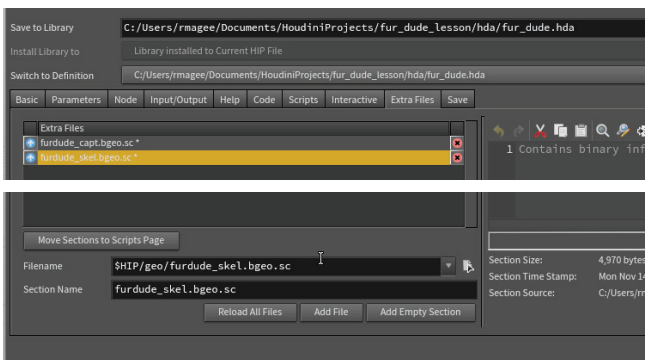 Save to Library C:/Users/rmagee/Documents/HoudiniProjects/fur_dude_lesson/hda/fur_dude.hda
Install Library to Library installed to Current HIP File
Switch to Definition C:/Users/rmagee/Documents/HoudiniProjects/fur_dude_lesson/hda/fur_dude.hda
Basic Parameters Node Input/Output Help Code Scripts Interactive Extra Files Save
Extra Files
furdude_capt.bgeo.sc *
furdude_skel.bgeo.sc *
1 Contains binary inf
Move Sections to Scripts Page
Filename $HIP/geo/furdude_skel.bgeo.sc
Section Name furdude_skel.bgeo.sc
Reload All Files Add File Add Empty Section
Section Size: 4,970 bytes
Section Time Stamp: Mon Nov 14
Section Source: C:/Users/rm